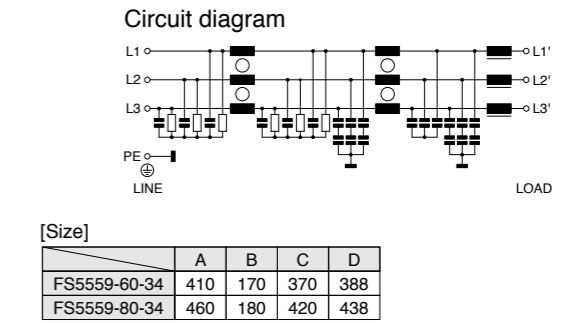 Circuit diagram
L1 L1'
L2 L2'
L3 L3'
PE
LINE LOAD
[Size]
A B C D
FS5559-60-34 410 170 370 388
FS5559-80-34 460 180 420 438